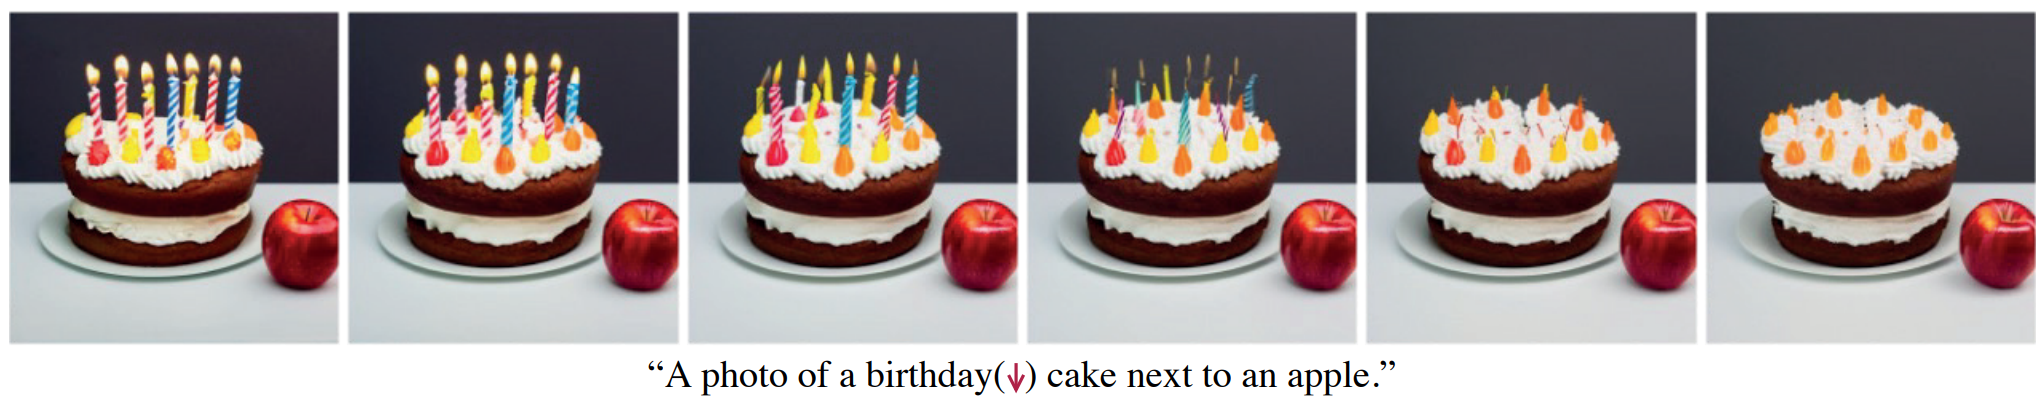 “A photo of a birthday(↓) cake next to an apple.”